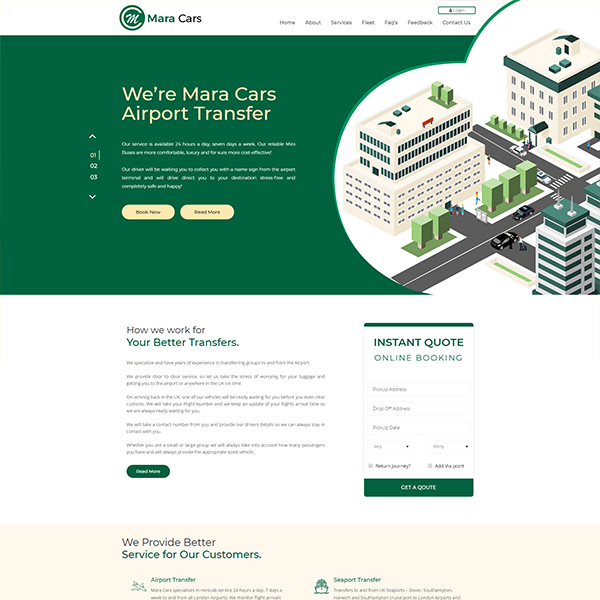 Login
M Mara Cars
Home About Services Fleet Faq's Feedback Contact Us
We're Mara Cars
Airport Transfer
Our service is available 24 hours a day, seven days a week. Our reliable Mini
Buses are more comfortable, luxury and for sure more cost-effective!
Our driver will be waiting you to collect you with a name sign from the airport
terminal and will drive direct you to your destination stress-free and
completely safe and happy!
01
02
03
Book Now Read More
How we work for
Your Better Transfers.
We specialize and have years of experience in transferring groups to and from the Airport.
We provide door to door service, so let us take the stress of worrying for your luggage and
getting you to the airport or anywhere in the UK on time.
On arriving back in the UK, one of our vehicles will be ready waiting for you before you even clear
customs. We will take your Flight Number and we keep an update of your flights arrival time so
we are always ready waiting for you.
We will take a contact number from you and provide our drivers details so we can always stay in
contact with you.
Whether you are a small or large group we will always take into account how many passengers
you have and will always provide the appropriate sized vehicle.
Read More
INSTANT QUOTE
ONLINE BOOKING
Pickup Address
Drop Off Address
PickUp Date
Hrs Mins
Return Journey? Add Via point
GET A QOUTE
We Provide Better
Service for Our Customers.
Airport Transfer
Mara Cars specialises in minicab service 24 hours a day, 7 days a
week to and from all London Airports. We monitor flight arrivals
Seaport Transfer
Transfers to and from UK Seaports – Dover, Southampton,
Harwich and Southampton cruise port to London Airports and